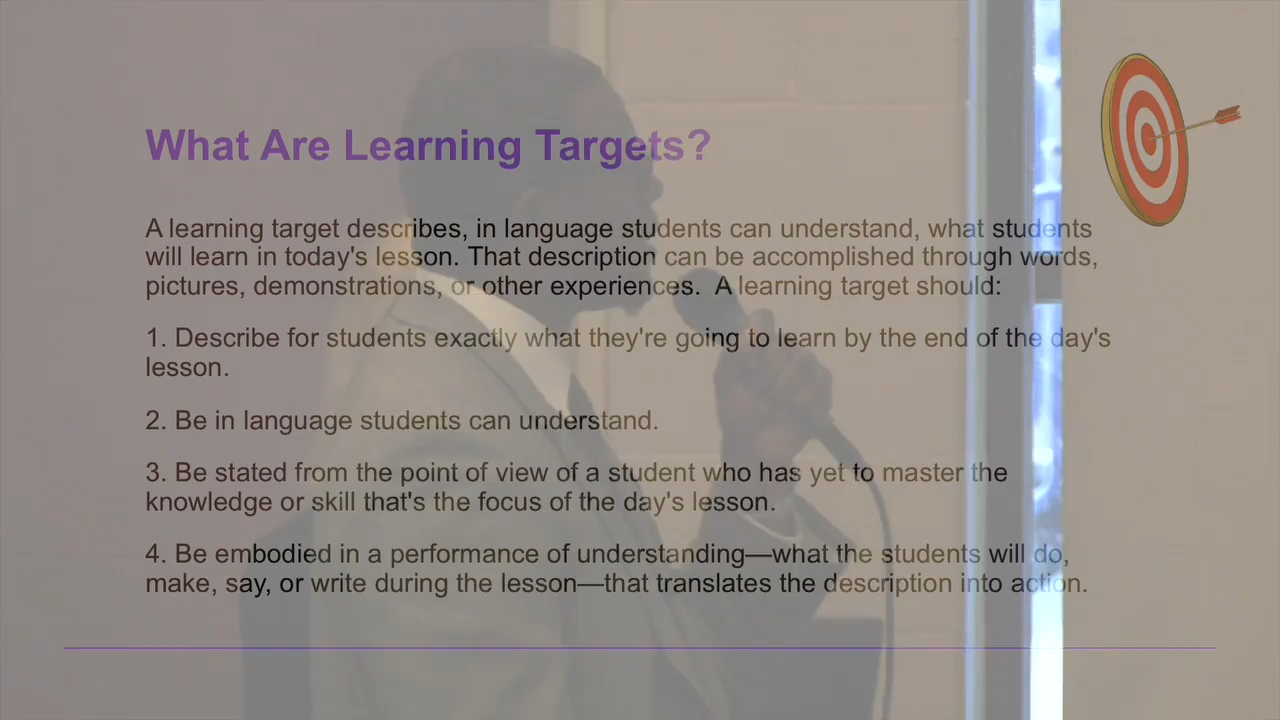 What Are Learning Targets?
A learning target describes, in language students can understand, what students
will learn in today's lesson. That description can be accomplished through words,
pictures, demonstrations, or other experiences.  A learning target should:
1. Describe for students exactly what they're going to learn by the end of the day's
lesson.
2. Be in language students can understand.
3. Be stated from the point of view of a student who has yet to master the
knowledge or skill that's the focus of the day's lesson.
4. Be embodied in a performance of understanding—what the students will do,
make, say, or write during the lesson—that translates the description into action.